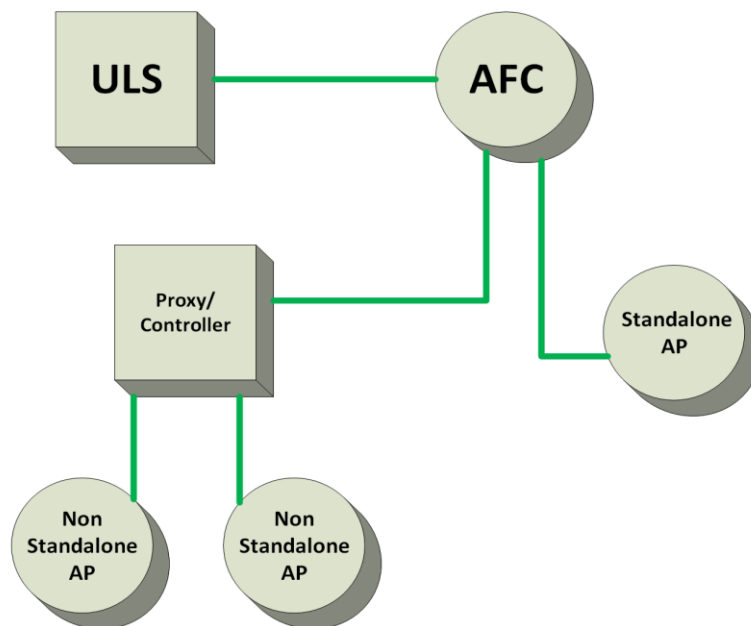 ULS
AFC
Proxy/
Controller
Standalone
AP
Non
Standalone
AP
Non
Standalone
AP